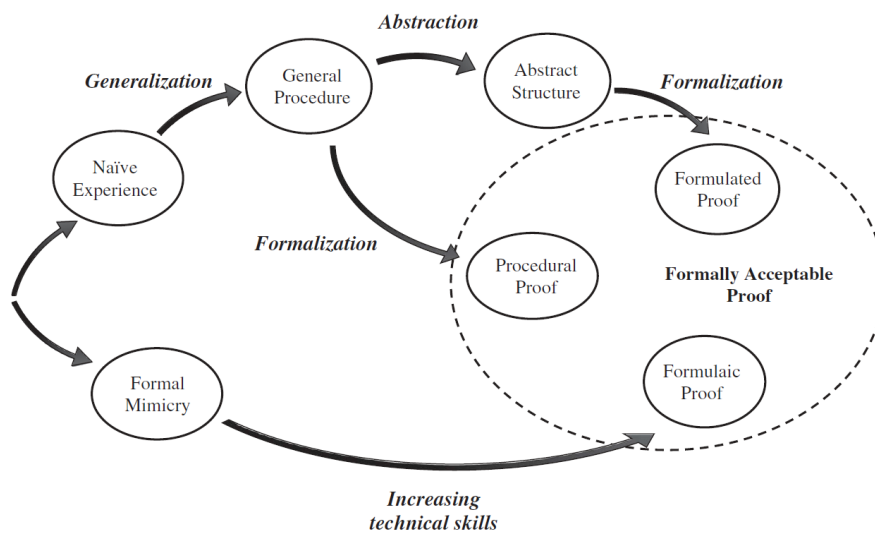 Abstraction
Generalization
General
Procedure
Abstract
Structure
Formalization
Naïve
Experience
Formulated
Proof
Formalization
Procedural
Proof
Formally Acceptable
Proof
Formal
Mimicry
Formulaic
Proof
Increasing
technical skills